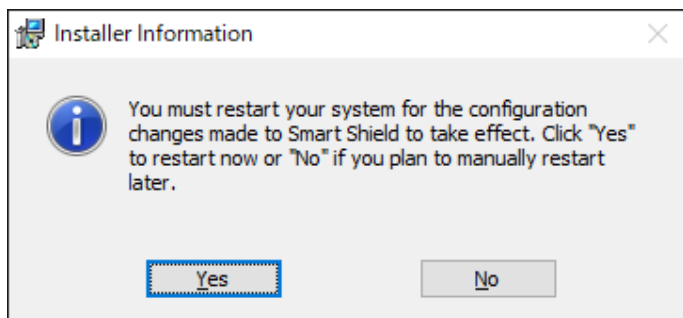 Installer Information
You must restart your system for the configuration
changes made to Smart Shield to take effect. Click "Yes"
to restart now or "No" if you plan to manually restart
later.
Yes
No